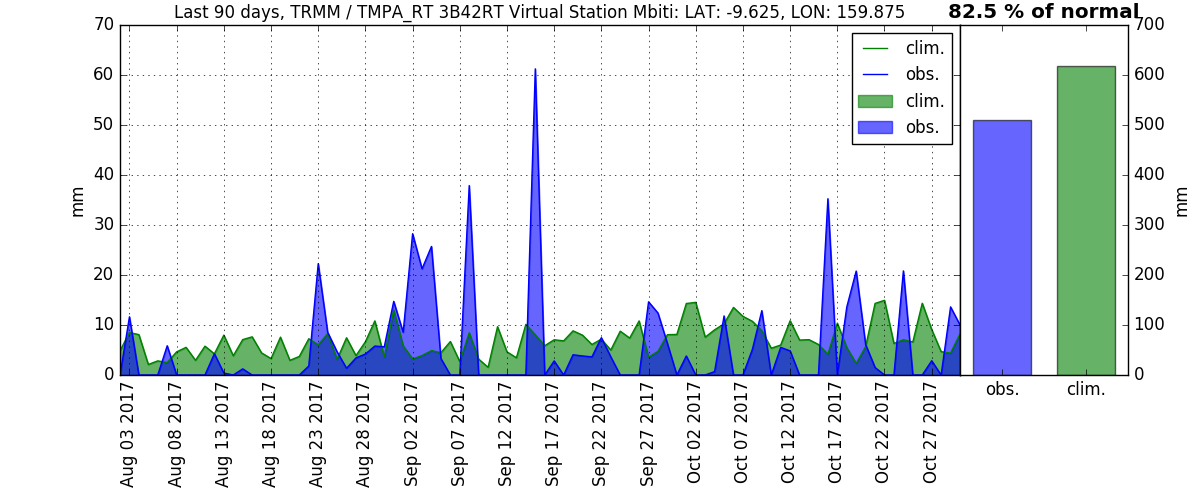 Last 90 days, TRMM / TMPA_RT 3B42RT Virtual Station Mbiti: LAT: -9.625, LON: 159.875
82.5 % of normal
70
60
50
40
30
20
10
0
mm
clim.
obs.
clim.
obs.
700
600
500
400
300
200
100
0
mm
obs.
clim.
Aug 03 2017
Aug 08 2017
Aug 13 2017
Aug 18 2017
Aug 23 2017
Aug 28 2017
Sep 02 2017
Sep 07 2017
Sep 12 2017
Sep 17 2017
Sep 22 2017
Sep 27 2017
Oct 02 2017
Oct 07 2017
Oct 12 2017
Oct 17 2017
Oct 22 2017
Oct 27 2017